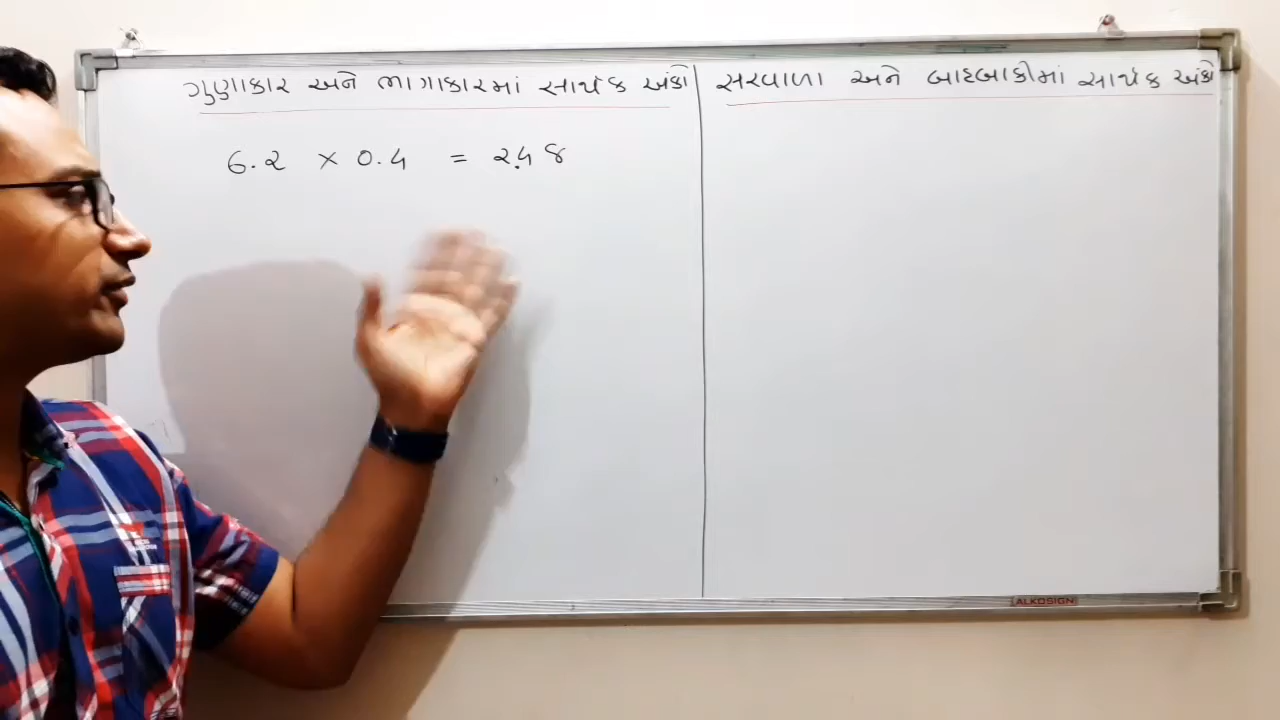 ગુણાકાર અને ભાગાકારમાં સાર્થક અંકો
6.2 × 0.4 = 2.48
સરવાળા અને બાદબાકીમાં સાર્થક અંકો
ALKOSIGN